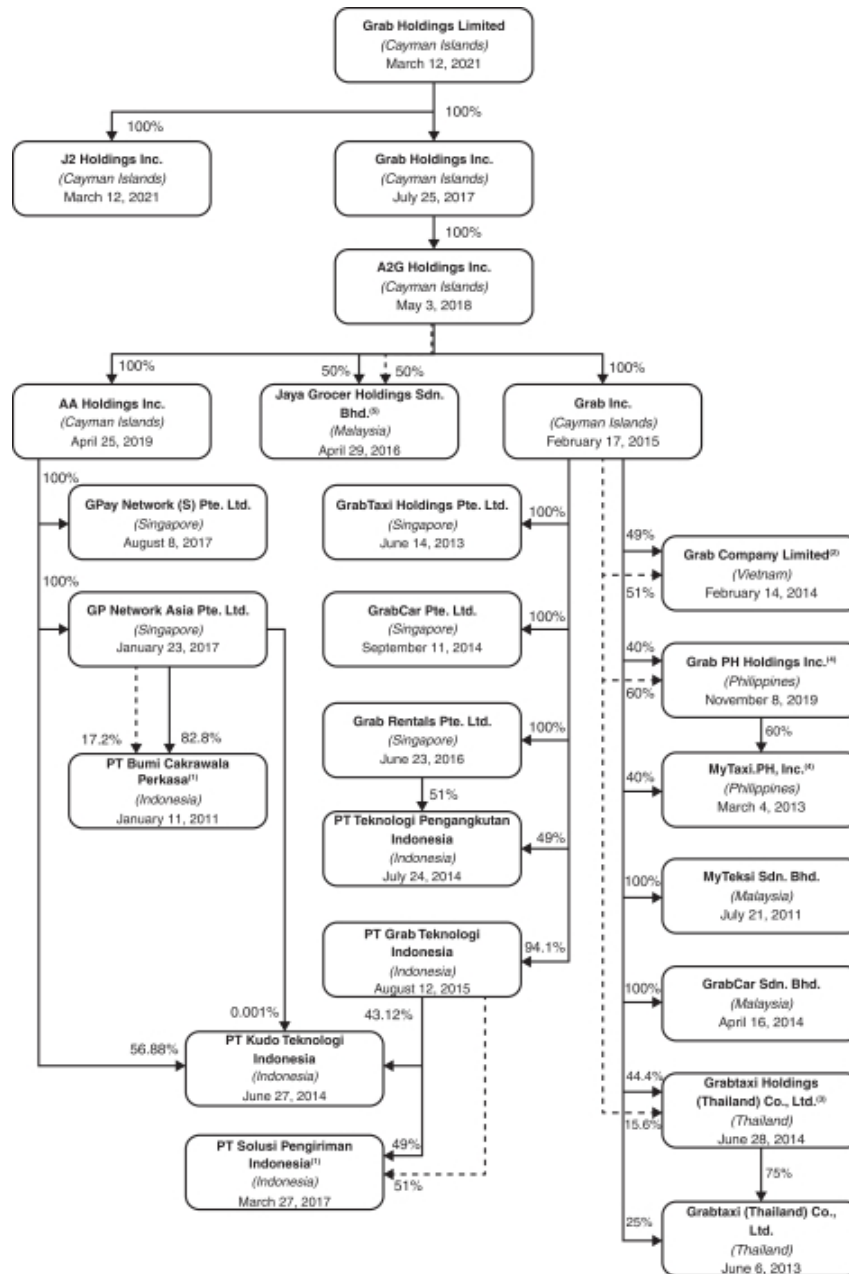 Grab Holdings Limited
(Cayman Islands)
March 12, 2021
100%
100%
J2 Holdings Inc.
(Cayman Islands)
March 12, 2021
Grab Holdings Inc.
(Cayman Islands)
July 25, 2017
100%
A2G Holdings Inc.
(Cayman Islands)
May 3, 2018
100%
50%
50%
100%
AA Holdings Inc.
(Cayman Islands)
April 25, 2019
Jaya Grocer Holdings Sdn.
Bhd.(5)
(Malaysia)
April 29, 2016
Grab Inc.
(Cayman Islands)
February 17, 2015
100%
GPay Network (S) Pte. Ltd.
(Singapore)
August 8, 2017
GrabTaxi Holdings Pte. Ltd.
(Singapore)
June 14, 2013
100%
49%
51%
Grab Company Limited(2)
(Vietnam)
February 14, 2014
100%
GP Network Asia Pte. Ltd.
(Singapore)
January 23, 2017
GrabCar Pte. Ltd.
(Singapore)
September 11, 2014
100%
40%
60%
Grab PH Holdings Inc.(4)
(Philippines)
November 8, 2019
17.2%
82.8%
PT Bumi Cakrawala
Perkasa(1)
(Indonesia)
January 11, 2011
Grab Rentals Pte. Ltd.
(Singapore)
June 23, 2016
100%
60%
40%
MyTaxi.PH, Inc.(4)
(Philippines)
March 4, 2013
51%
PT Teknologi Pengangkutan
Indonesia
(Indonesia)
July 24, 2014
49%
100%
MyTeksi Sdn. Bhd.
(Malaysia)
July 21, 2011
PT Grab Teknologi
Indonesia
(Indonesia)
August 12, 2015
94.1%
100%
GrabCar Sdn. Bhd.
(Malaysia)
April 16, 2014
0.001%
43.12%
56.88%
PT Kudo Teknologi
Indonesia
(Indonesia)
June 27, 2014
44.4%
15.6%
Grabtaxi Holdings
(Thailand) Co., Ltd.(3)
(Thailand)
June 28, 2014
49%
51%
PT Solusi Pengiriman
Indonesia(1)
(Indonesia)
March 27, 2017
75%
25%
Grabtaxi (Thailand) Co.,
Ltd.
(Thailand)
June 6, 2013